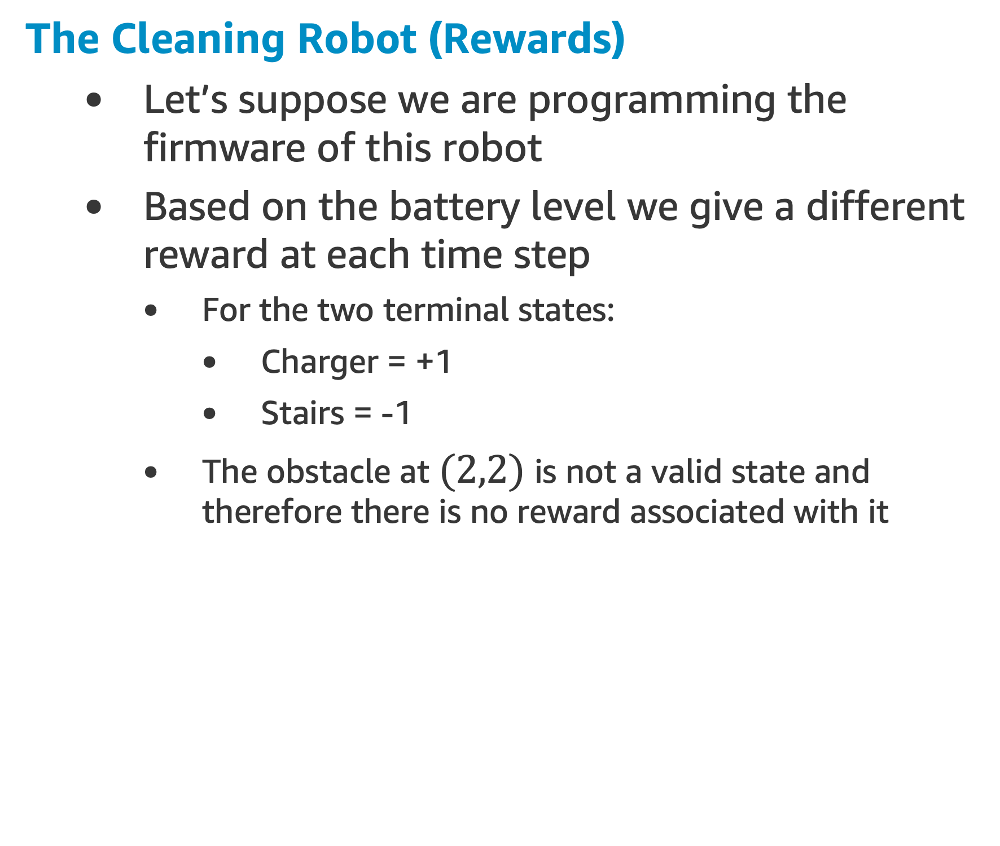 The Cleaning Robot (Rewards)
• Let’s suppose we are programming the
firmware of this robot
• Based on the battery level we give a different
reward at each time step
• For the two terminal states:
• Charger = +1
• Stairs = -1
• The obstacle at (2,2) is not a valid state and
therefore there is no reward associated with it